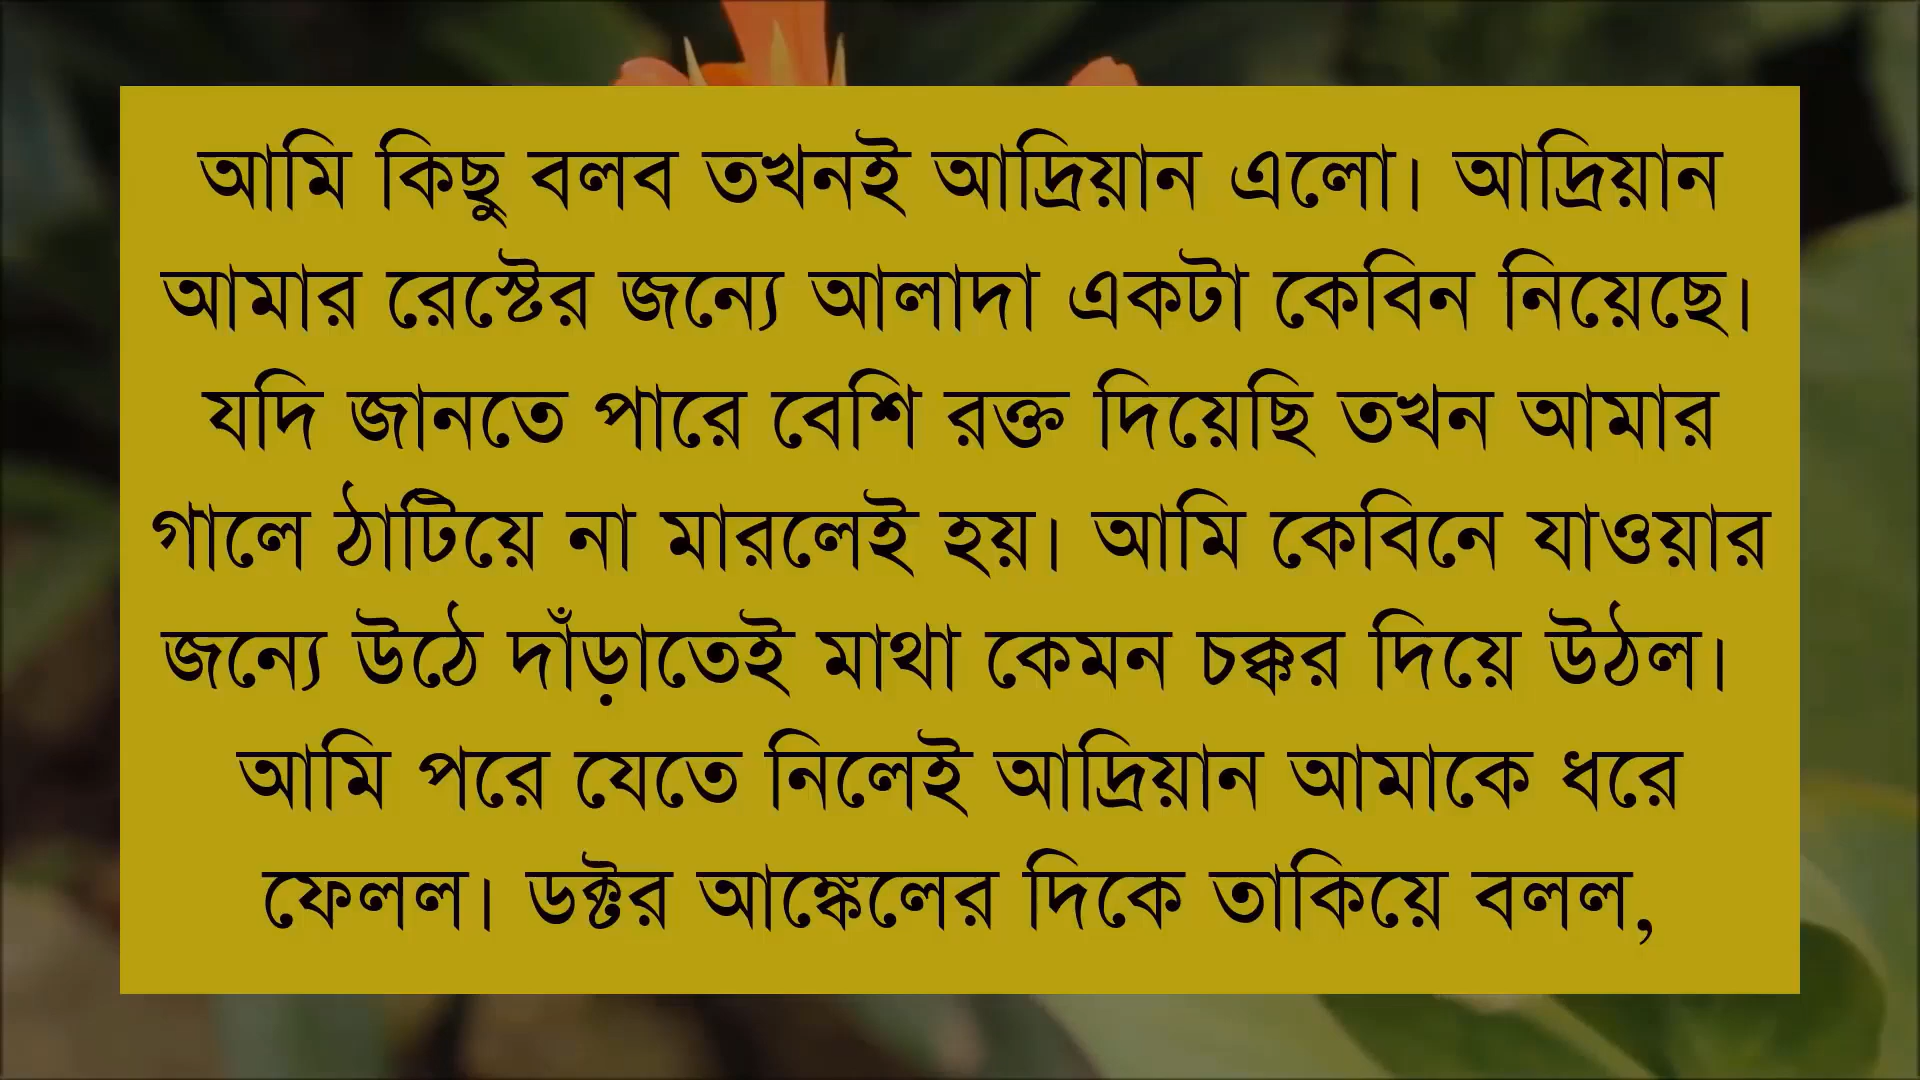 আমি কিছু বলব তখনই আদ্রিয়ান এলো। আদ্রিয়ান
আমার রেস্টের জন্যে আলাদা একটা কেবিন নিয়েছে।
যদি জানতে পারে বেশি রক্ত দিয়েছি তখন আমার
গালে ঠাটিয়ে না মারলেই হয়। আমি কেবিনে যাওয়ার
জন্যে উঠে দাঁড়াতেই মাথা কেমন চক্কর দিয়ে উঠল।
আমি পরে যেতে নিলেই আদ্রিয়ান আমাকে ধরে
ফেলল। ডক্টর আঙ্কেলের দিকে তাকিয়ে বলল,